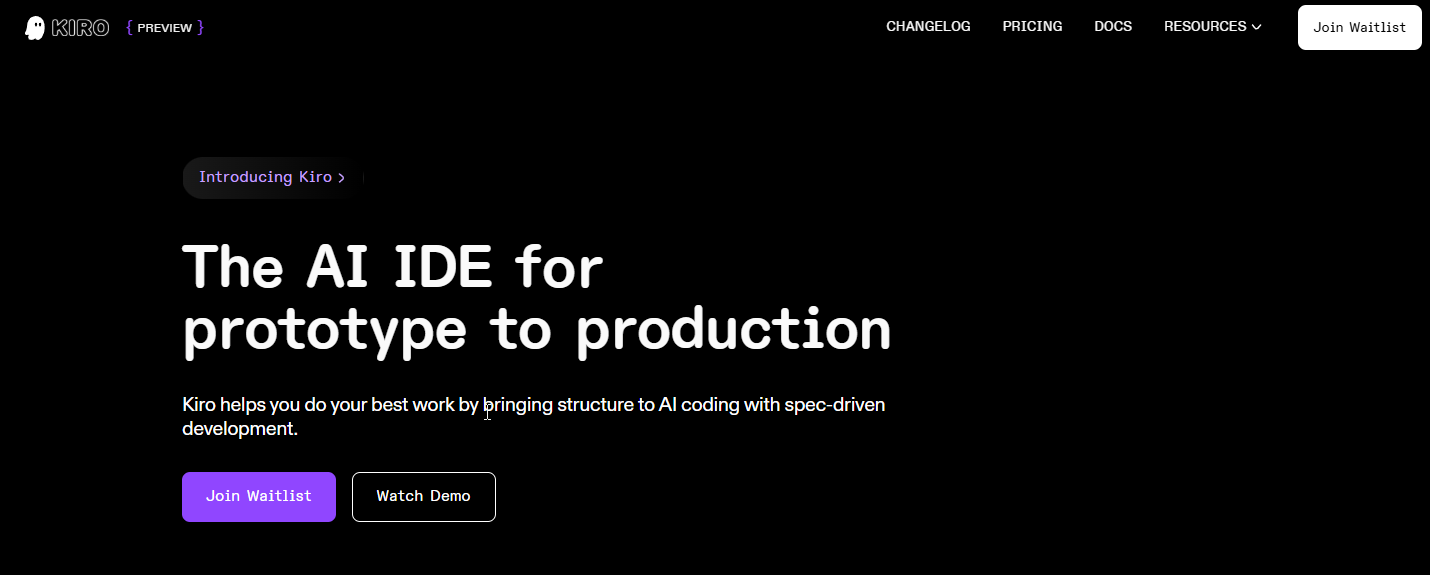 KIRO { PREVIEW } CHANGELOG PRICING DOCS RESOURCES Join Waitlist
Introducing Kiro >
The AI IDE for
prototype to production
Kiro helps you do your best work by bringing structure to AI coding with spec-driven
development.
Join Waitlist Watch Demo